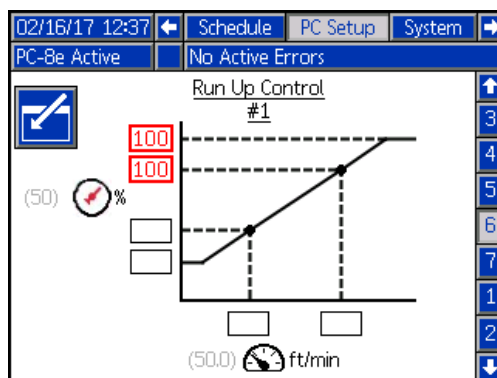 02/16/17 12:37 Schedule PC Setup System
PC-8e Active No Active Errors
Run Up Control
#1
100
100
(50) %
(50.0) ft/min
3
4
5
6
7
1
2